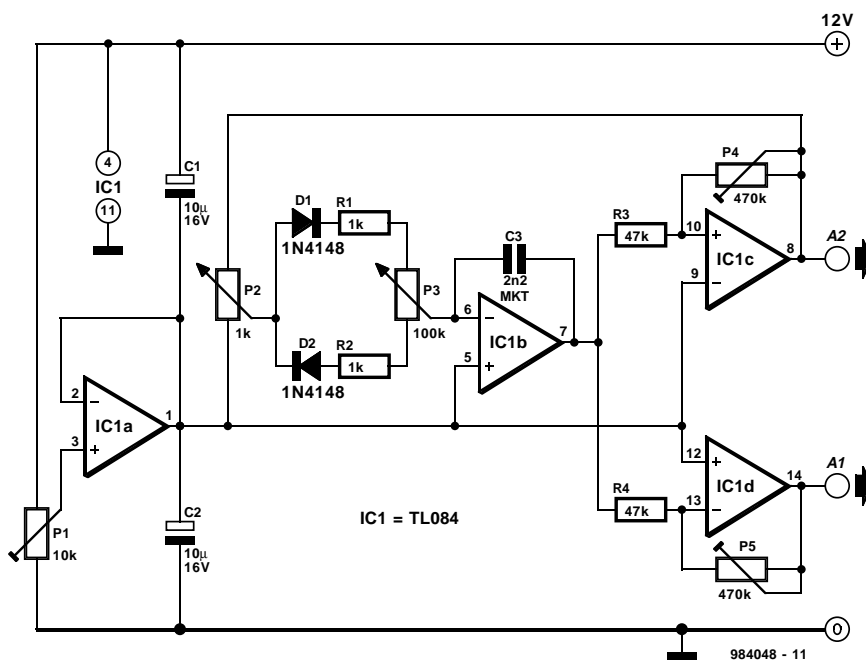 12V
+
4
IC1
11
C1
10µ
16V
D1
1N4148
R1
1k
P2
1k
P3
100k
D2
1N4148
R2
1k
C3
2n2
MKT
6
–
5
+
IC1b
7
R3
47k
P4
470k
10
+
9
–
IC1c
8
A2
2
–
3
+
IC1a
1
P1
10k
C2
10µ
16V
IC1 = TL084
R4
47k
12
+
13
–
IC1d
14
A1
P5
470k
0
984048 - 11